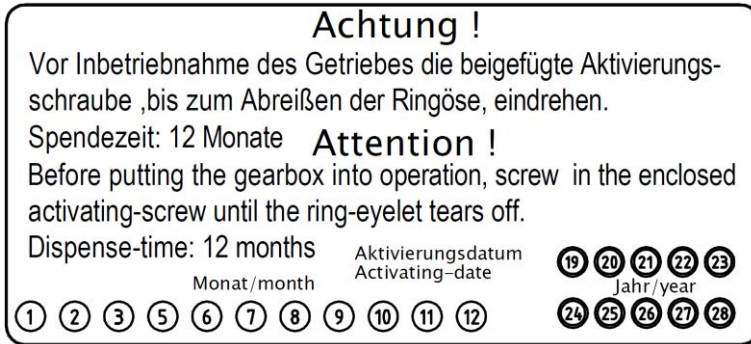 Achtung !
Vor Inbetriebnahme des Getriebes die beigefügte Aktivierungs-
schraube ,bis zum Abreißen der Ringöse, eindrehen.
Spendezeit: 12 Monate
Attention !
Before putting the gearbox into operation, screw in the enclosed
activating-screw until the ring-eyelet tears off.
Dispense-time: 12 months
Aktivierungsdatum
Activating-date
Monat/month
1 2 3 5 6 7 8 9 10 11 12
19 20 21 22 23
Jahr/year
24 25 26 27 28